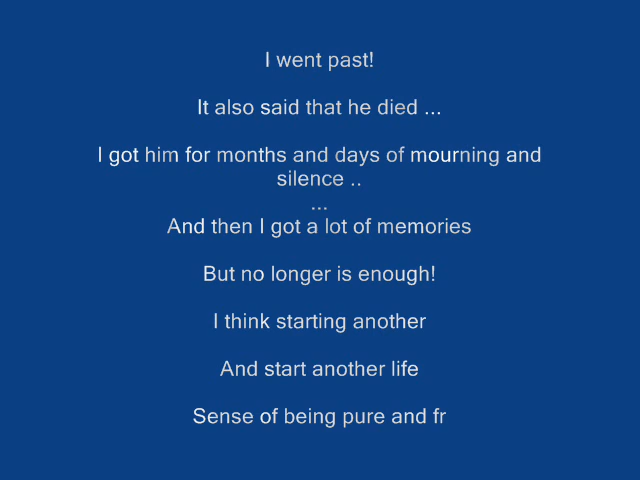 I went past!
It also said that he died ...
I got him for months and days of mourning and
silence ..
...
And then I got a lot of memories
But no longer is enough!
I think starting another
And start another life
Sense of being pure and fr